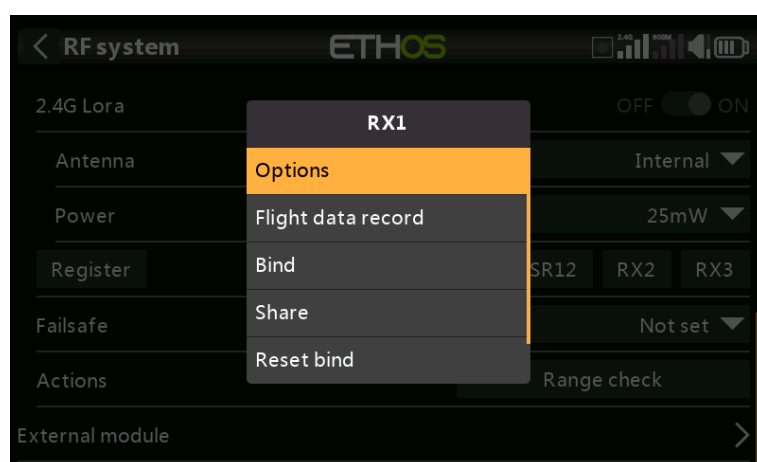 RF system
ETHOS
2.4G
900M
2.4G Lora
OFF
ON
RX1
Antenna
Internal
Options
Power
25mW
Flight data record
Register
Bind
SR12
RX2
RX3
Failsafe
Share
Not set
Reset bind
Actions
Range check
External module